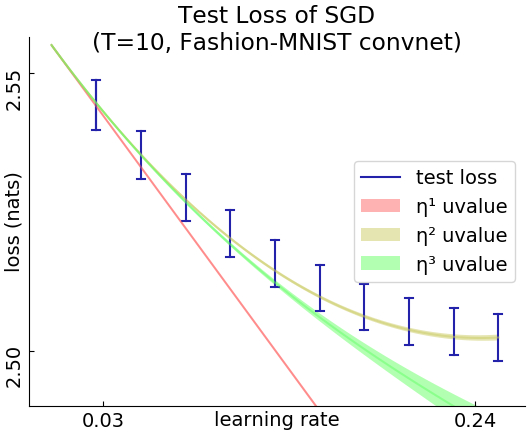 Test Loss of SGD
(T=10, Fashion-MNIST convnet)
2.55
loss (nats)
2.50
test loss
η¹ uvalue
η² uvalue
η³ uvalue
0.03
learning rate
0.24